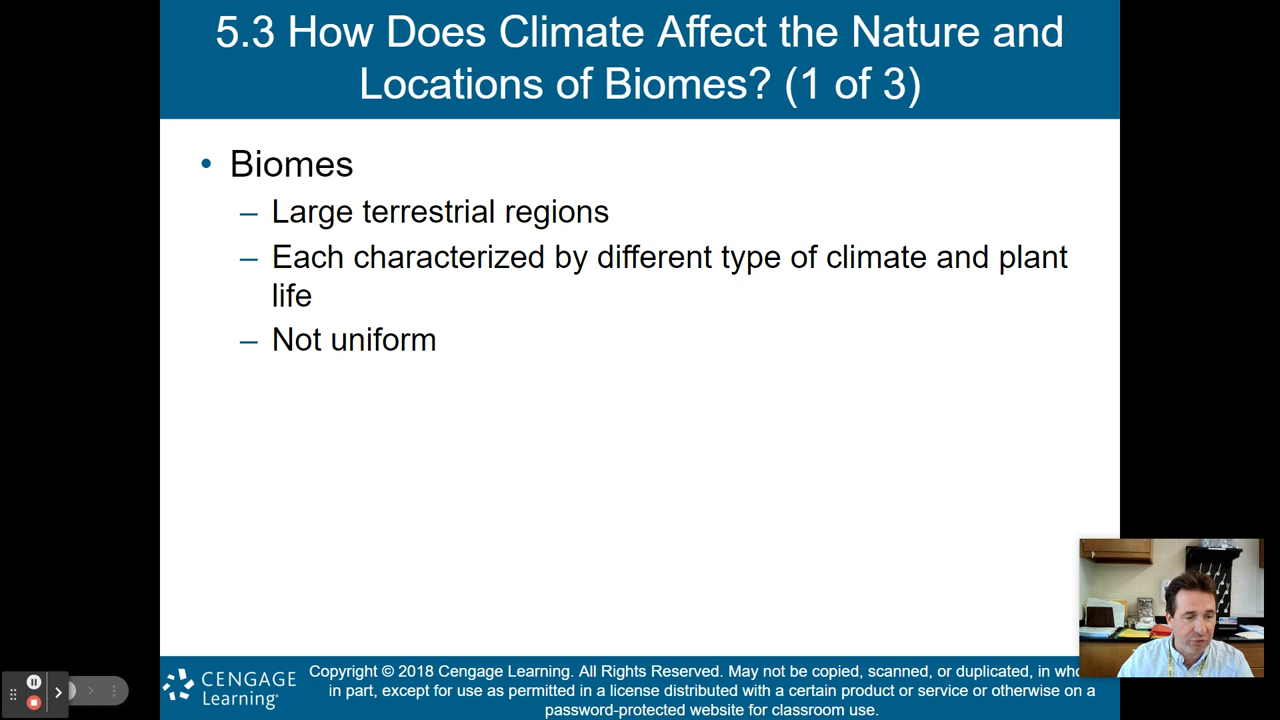 5.3 How Does Climate Affect the Nature and
Locations of Biomes? (1 of 3)
• Biomes
– Large terrestrial regions
– Each characterized by different type of climate and plant
life
– Not uniform
CENGAGE
Learning®
Copyright © 2018 Cengage Learning. All Rights Reserved. May not be copied, scanned, or duplicated, in
in part, except for use as permitted in a license distributed with a certain product or service or otherwise on a
password-protected website for classroom use.